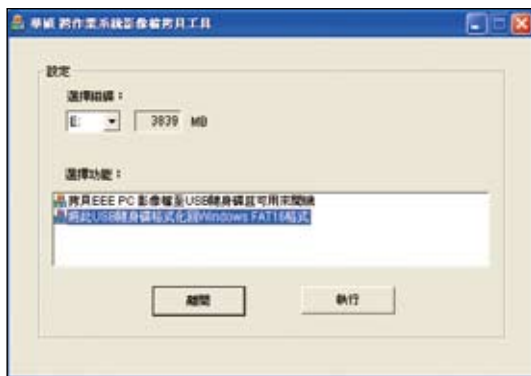 華碩 跨作業系統影像檔拷貝工具
設定
選擇磁碟：
E: 3839 MB
選擇功能：
拷貝EEE PC 影像檔至USB隨身碟且可用來開機
將此USB隨身碟格式化到Windows FAT16格式
離開 執行